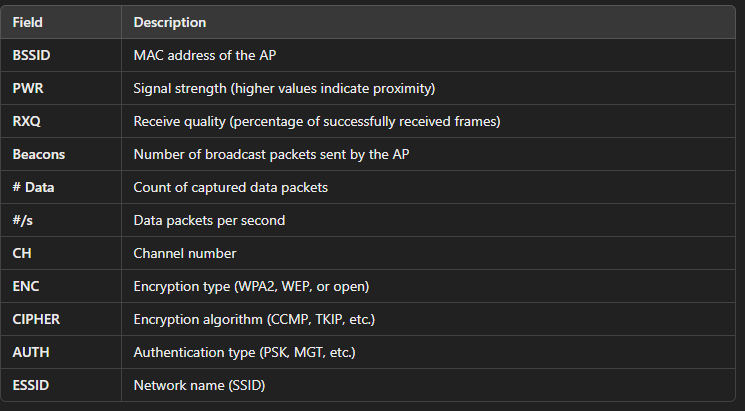 Field Description
BSSID MAC address of the AP
PWR Signal strength (higher values indicate proximity)
RXQ Receive quality (percentage of successfully received frames)
Beacons Number of broadcast packets sent by the AP
# Data Count of captured data packets
#/s Data packets per second
CH Channel number
ENC Encryption type (WPA2, WEP, or open)
CIPHER Encryption algorithm (CCMP, TKIP, etc.)
AUTH Authentication type (PSK, MGT, etc.)
ESSID Network name (SSID)